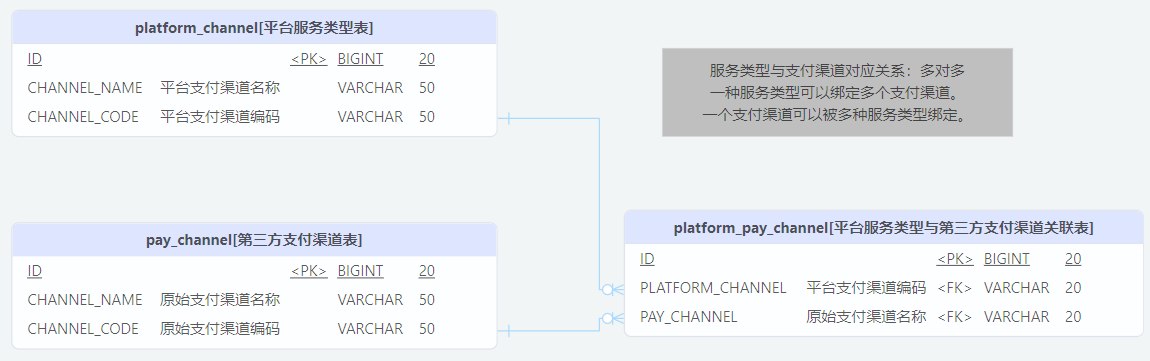 platform_channel[平台服务类型表]
ID <PK> BIGINT 20
CHANNEL_NAME 平台支付渠道名称 VARCHAR 50
CHANNEL_CODE 平台支付渠道编码 VARCHAR 50
服务类型与支付渠道对应关系：多对多
一种服务类型可以绑定多个支付渠道。
一个支付渠道可以被多种服务类型绑定。
pay_channel[第三方支付渠道表]
ID <PK> BIGINT 20
CHANNEL_NAME 原始支付渠道名称 VARCHAR 50
CHANNEL_CODE 原始支付渠道编码 VARCHAR 50
platform_pay_channel[平台服务类型与第三方支付渠道关联表]
ID <PK> BIGINT 20
PLATFORM_CHANNEL 平台支付渠道编码 <FK> VARCHAR 20
PAY_CHANNEL 原始支付渠道名称 <FK> VARCHAR 20